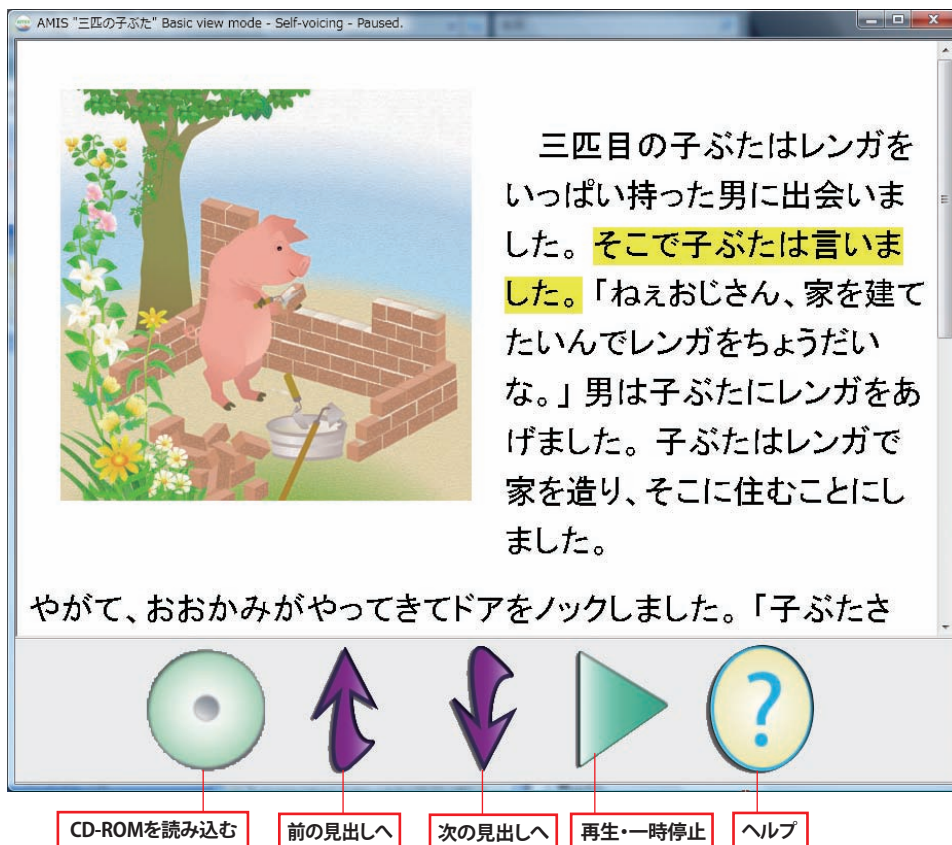 AMIS "三匹の子ぶた" Basic view mode - Self-voicing - Paused.
三匹目の子ぶたはレンガを
いっぱい持った男に出会いま
した。そこで子ぶたは言いま
した。「ねぇおじさん、家を建て
たいんでレンガをちょうだい
な。」男は子ぶたにレンガをあ
げました。子ぶたはレンガで
家を造り、そこに住むことにし
ました。
やがて、おおかみがやってきてドアをノックしました。「子ぶたさ
?
CD-ROMを読み込む
前の見出しへ
次の見出しへ
再生・一時停止
ヘルプ